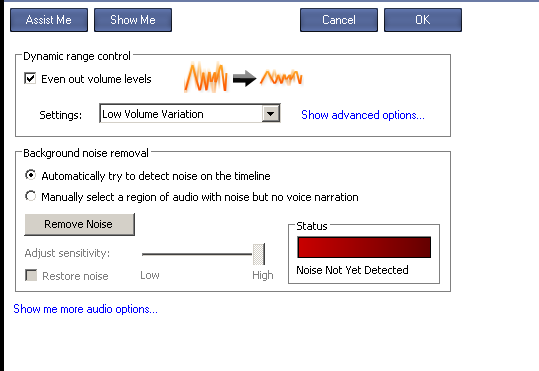 Assist Me Show Me Cancel OK
Dynamic range control
Even out volume levels
Settings: Low Volume Variation Show advanced options...
Background noise removal
Automatically try to detect noise on the timeline
Manually select a region of audio with noise but no voice narration
Remove Noise
Status
Adjust sensitivity:
Noise Not Yet Detected
Restore noise Low High
Show me more audio options...